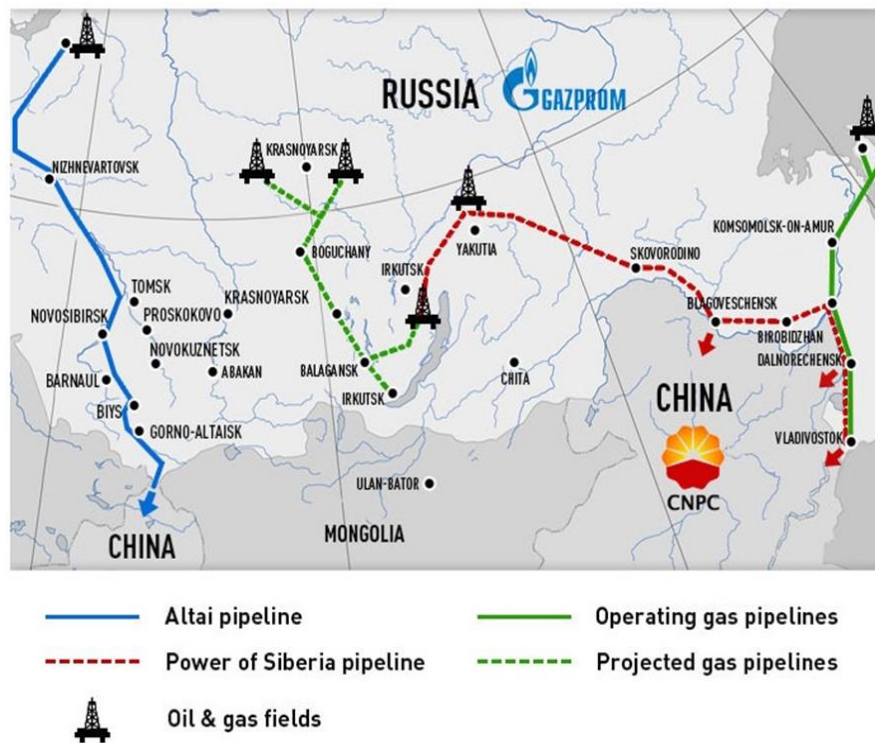 RUSSIA
GAZPROM
KRASNOYARSK
NIZHNEVARTOVSK
KOMSOMOLSK-ON-AMUR
YAKUTIA
BOGUCHANY
SKOVORODINO
IRKUTSK
TOMSK
KRASNOYARSK
PROSKOKOVO
NOVOSIBIRSK
BLAGOVESCHENSK
BIROBIDZHAN
NOVOKUZNETSK
BALAGANSK
DALNORECHENSK
ABAKAN
CHITA
BARNAUL
IRKUTSK
CHINA
BIYS
GORNO-ALTAISK
VLADIVOSTOK
ULAN-BATOR
CNPC
MONGOLIA
CHINA
Altai pipeline
Operating gas pipelines
Power of Siberia pipeline
Projected gas pipelines
Oil & gas fields